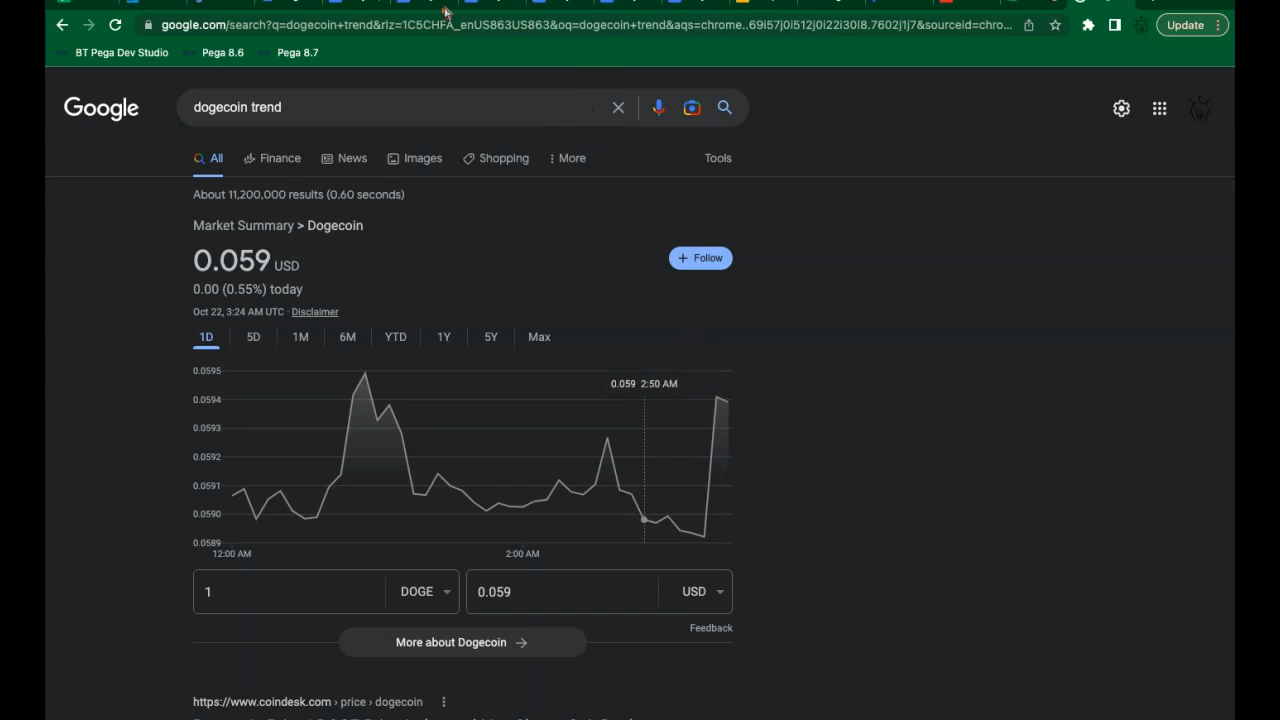 google.com/search?q=dogecoin+trend&rlz=1C5CHFA_enUS863US863&oq=dogecoin+trend&aqs=chrome..69i57j0i512j0i22i30l8.7602j1j7&sourceid=chro...
Update
BT Pega Dev Studio
Pega 8.6
Pega 8.7
Google
dogecoin trend
All
Finance
News
Images
Shopping
More
Tools
About 11,200,000 results (0.60 seconds)
Market Summary > Dogecoin
0.059 USD
+ Follow
0.00 (0.55%) today
Oct 22, 3:24 AM UTC · Disclaimer
1D
5D
1M
6M
YTD
1Y
5Y
Max
0.0595
0.059 2:50 AM
0.0594
0.0593
0.0592
0.0591
0.0590
0.0589
12:00 AM
2:00 AM
1
DOGE
0.059
USD
Feedback
More about Dogecoin →
https://www.coindesk.com › price › dogecoin